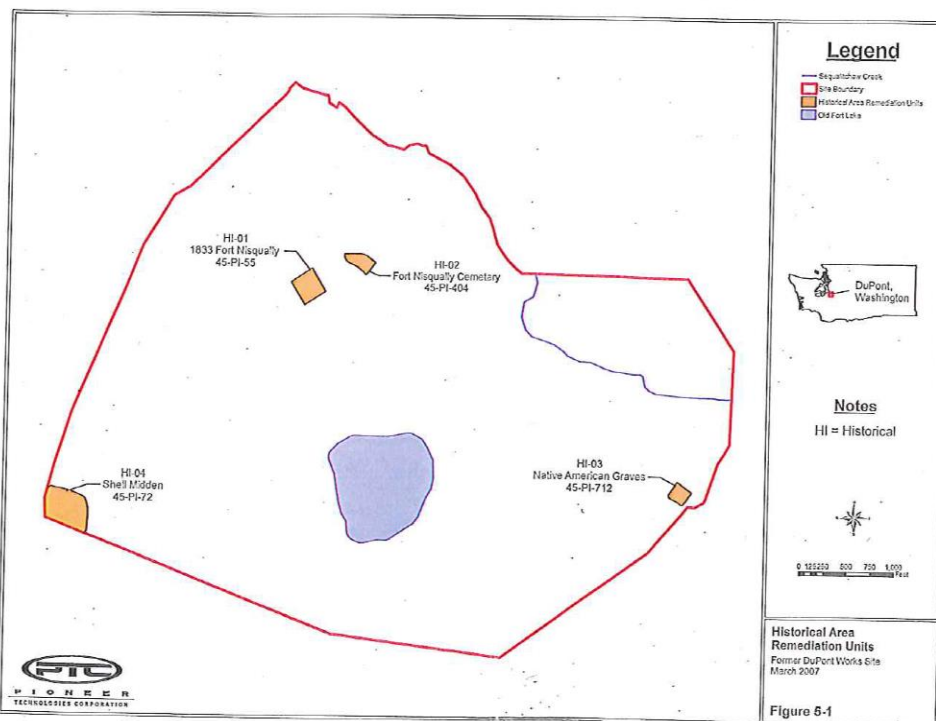 HI-01
1833 Fort Nisqually
45-PI-55
HI-02
Fort Nisqually Cemetery
45-PI-404
HI-04
Shell Midden
45-PI-72
HI-03
Native American Graves
45-PI-712
PTC
PIONEER
TECHNOLOGIES CORPORATION
Legend
Sequalitchew Creek
Site Boundary
Historical Area Remediation Units
Old Fort Lake
DuPont,
Washington
Notes
HI = Historical
0 125250 500 750 1,000
Feet
Historical Area
Remediation Units
Former DuPont Works Site
March 2007
Figure 5-1